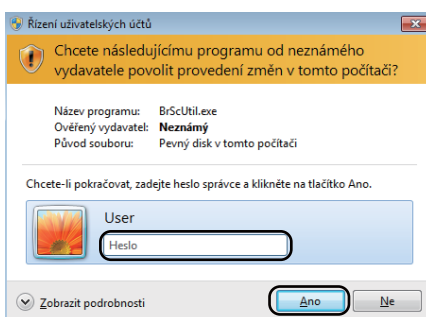 Řízení uživatelských účtů
Chcete následujícímu programu od neznámého
vydavatele povolit provedení změn v tomto počítači?
Název programu: BrScUtil.exe
Ověřený vydavatel: Neznámý
Původ souboru: Pevný disk v tomto počítači
Chcete-li pokračovat, zadejte heslo správce a klikněte na tlačítko Ano.
User
Heslo
Zobrazit podrobnosti Ano Ne